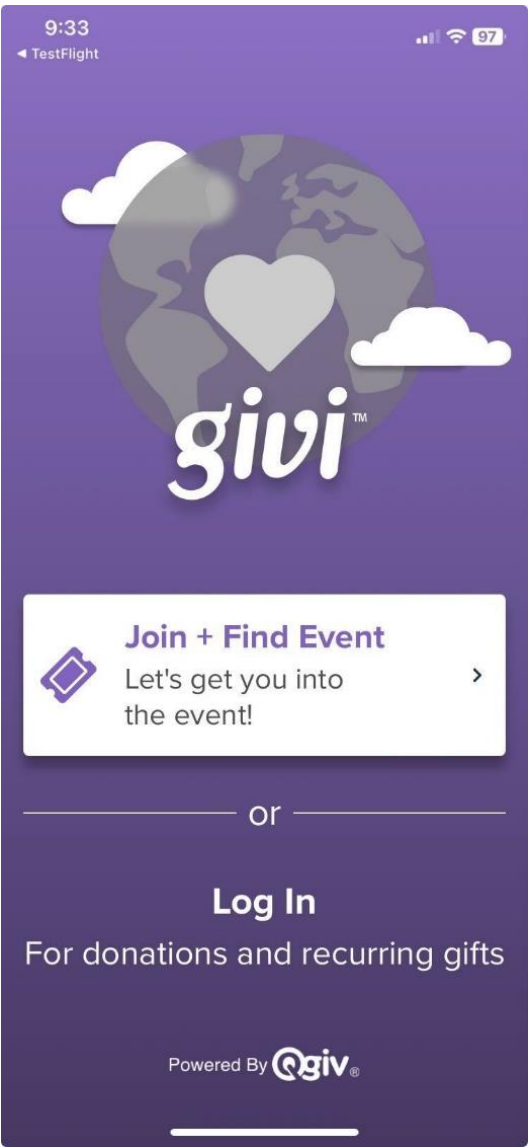 9:33
97
◀ TestFlight
givi™
Join + Find Event
Let's get you into
the event!
or
Log In
For donations and recurring gifts
Powered By Qgiv®